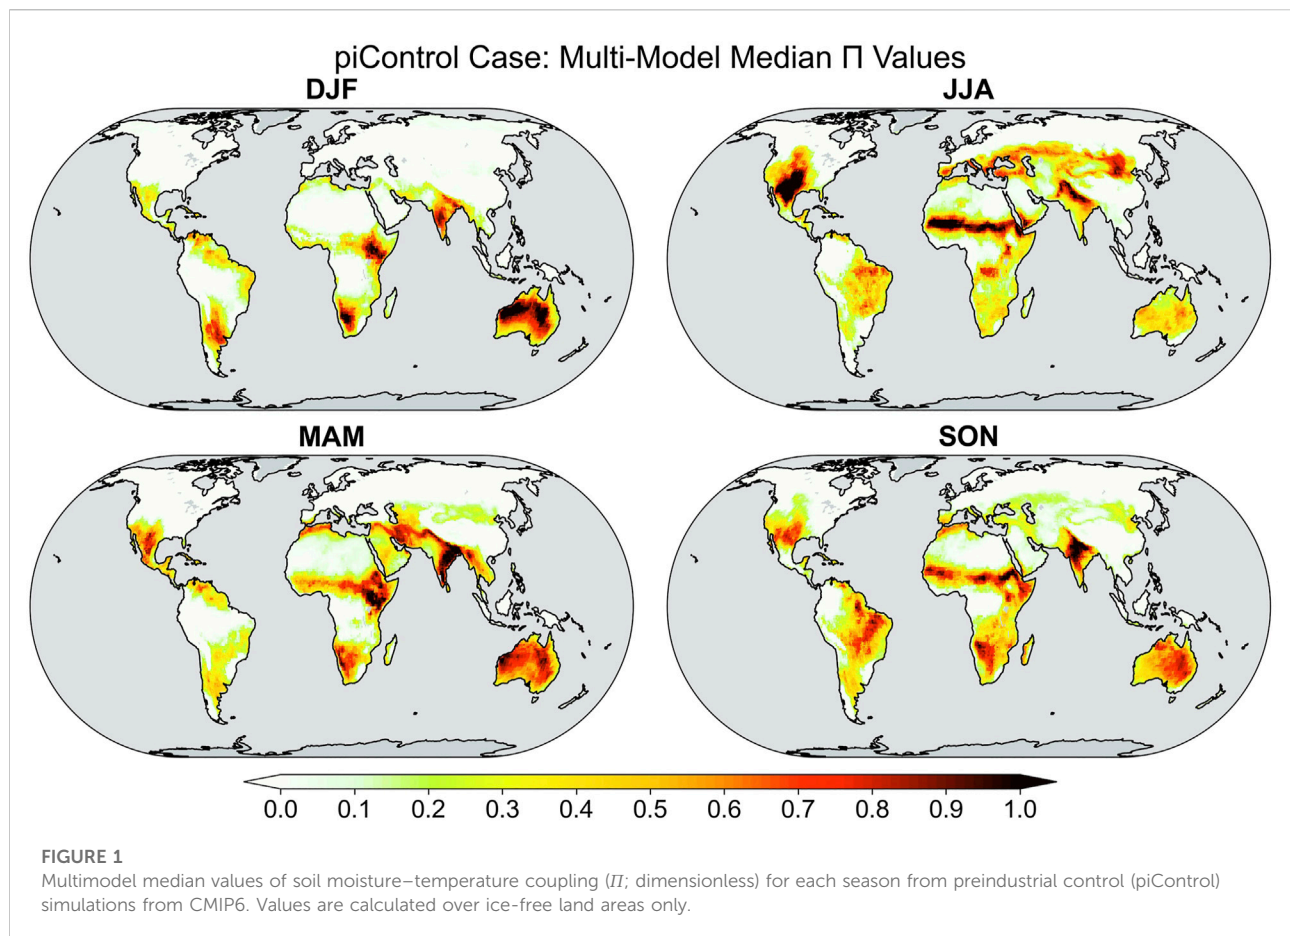 piControl Case: Multi-Model Median Π Values
DJF
JJA
MAM
SON
0.0 0.1 0.2 0.3 0.4 0.5 0.6 0.7 0.8 0.9 1.0
FIGURE 1
Multimodel median values of soil moisture–temperature coupling (Π; dimensionless) for each season from preindustrial control (piControl)
simulations from CMIP6. Values are calculated over ice-free land areas only.